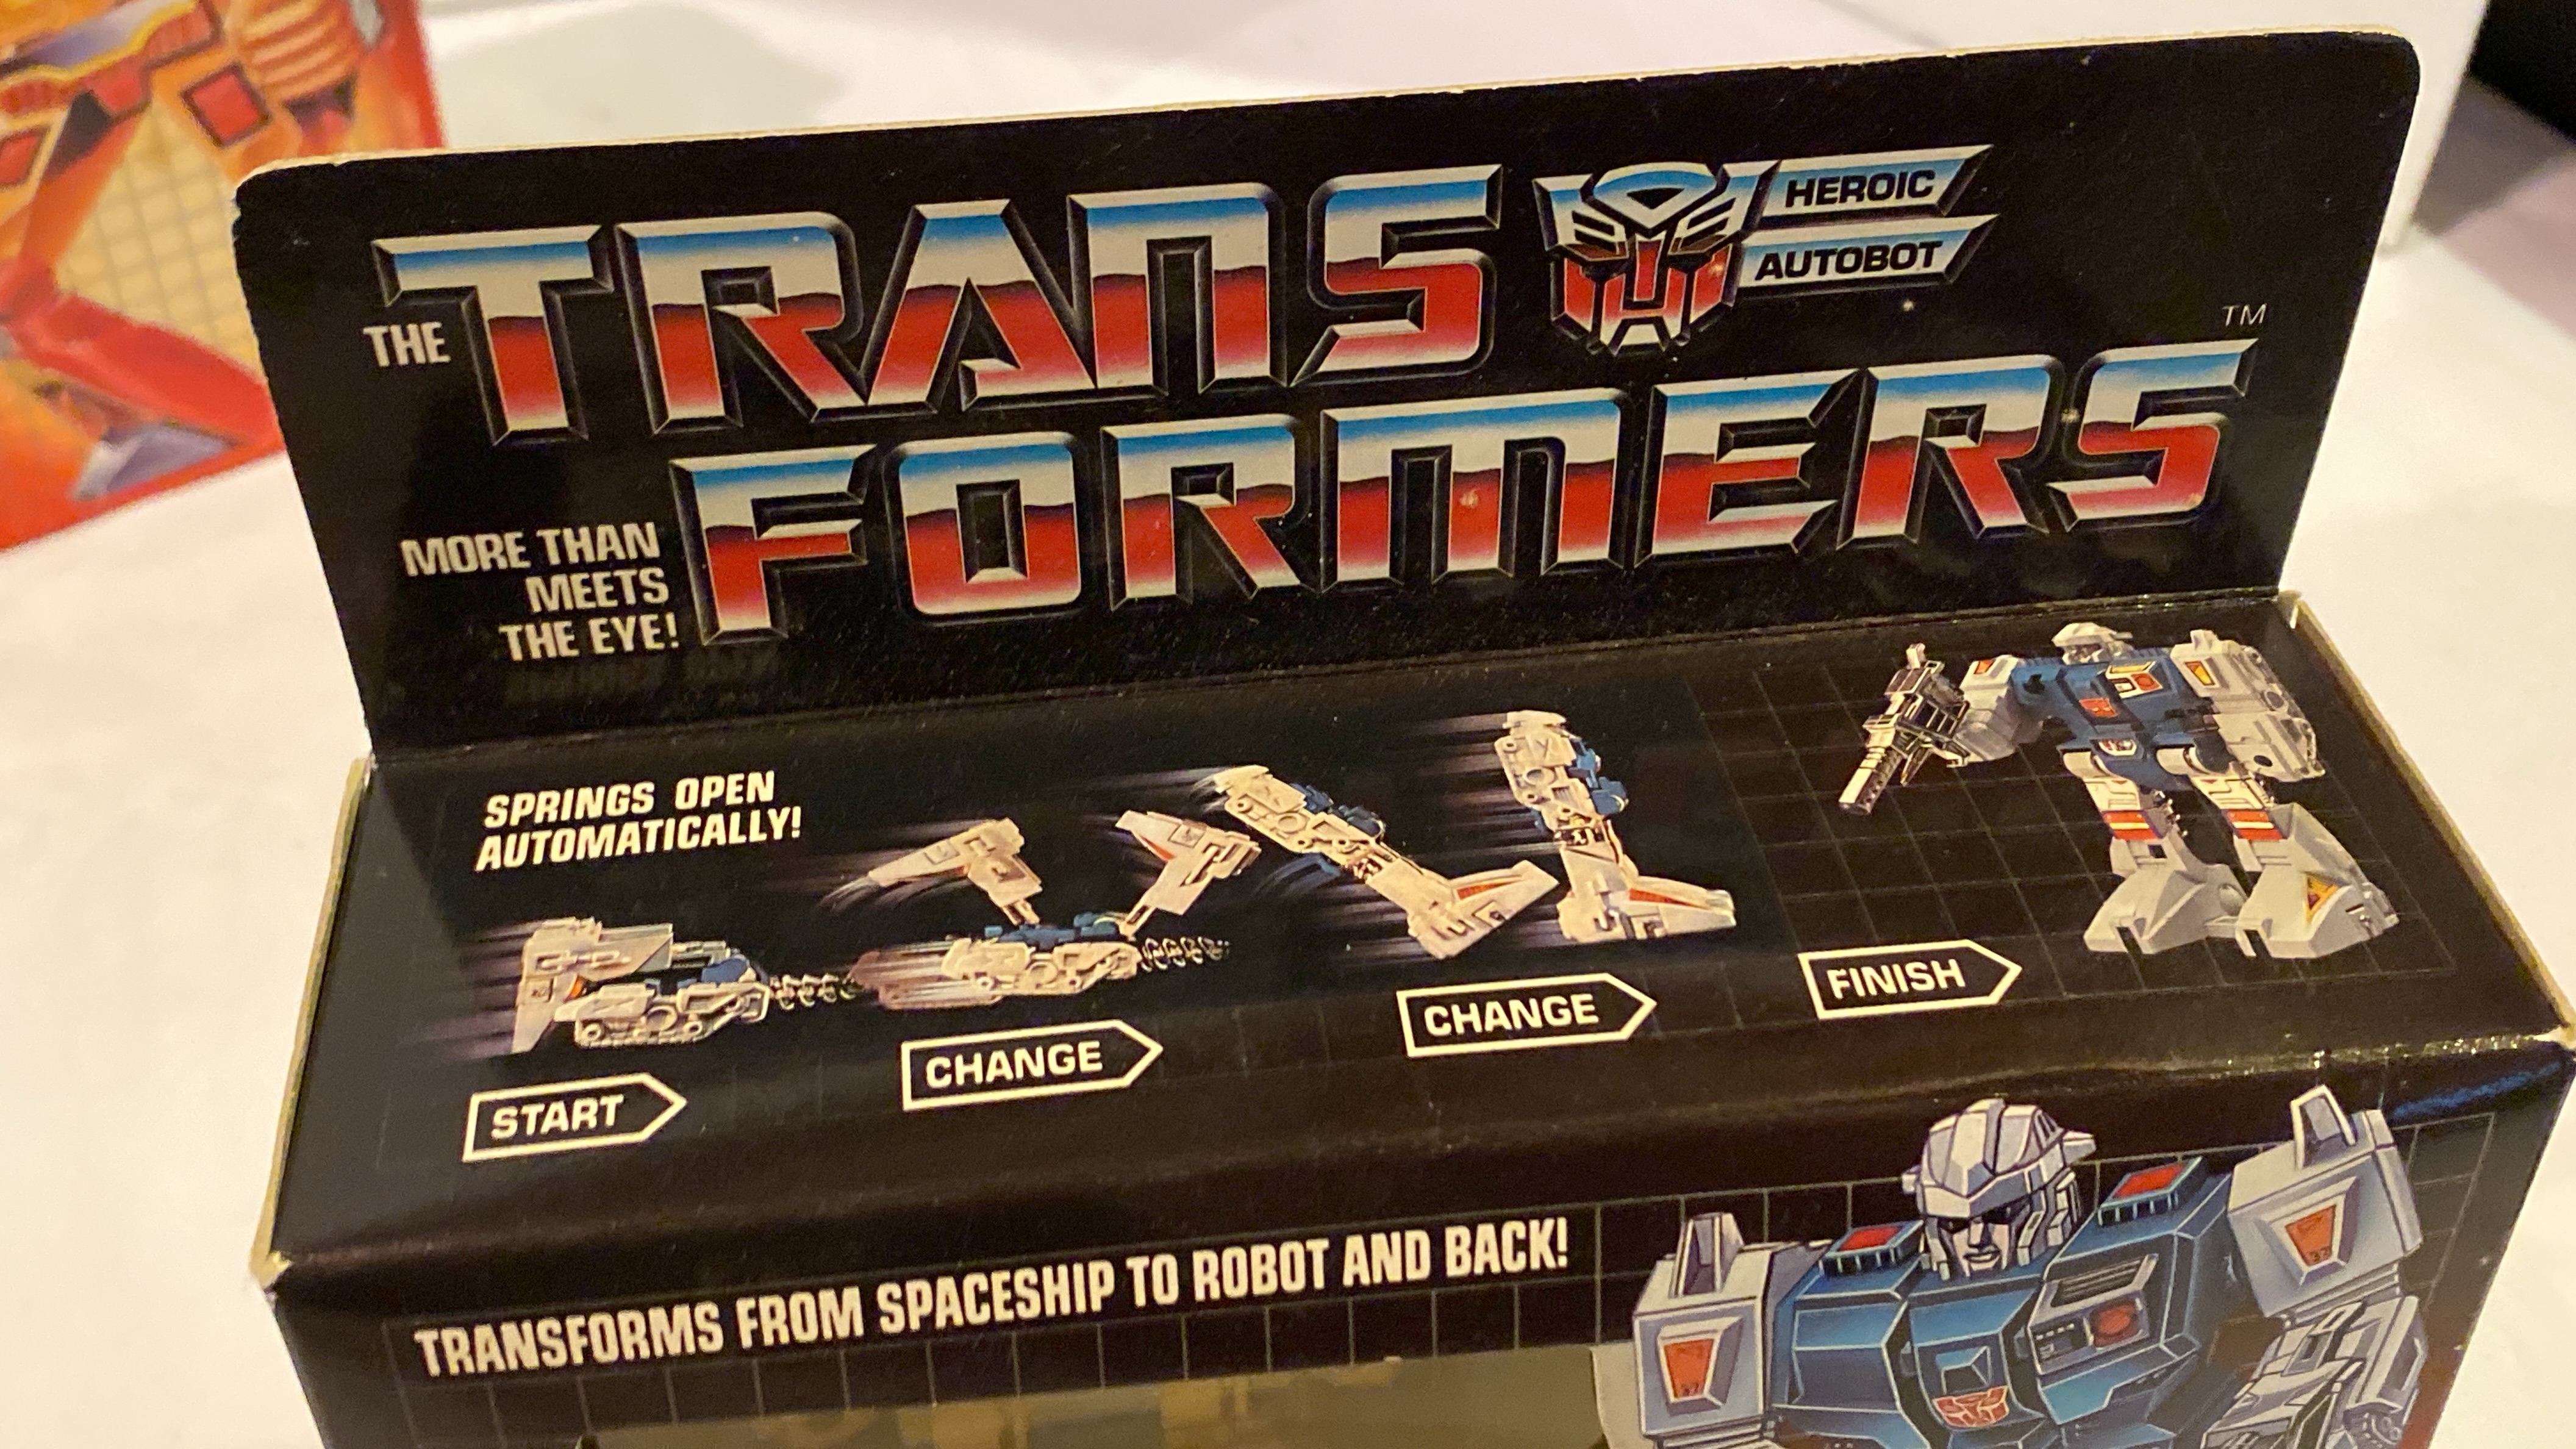 THE TRANS
HEROIC
AUTOBOT
FORMERS
TM
MORE THAN
MEETS
THE EYE!
SPRINGS OPEN
AUTOMATICALLY!
START
CHANGE
CHANGE
FINISH
TRANSFORMS FROM SPACESHIP TO ROBOT AND BACK!